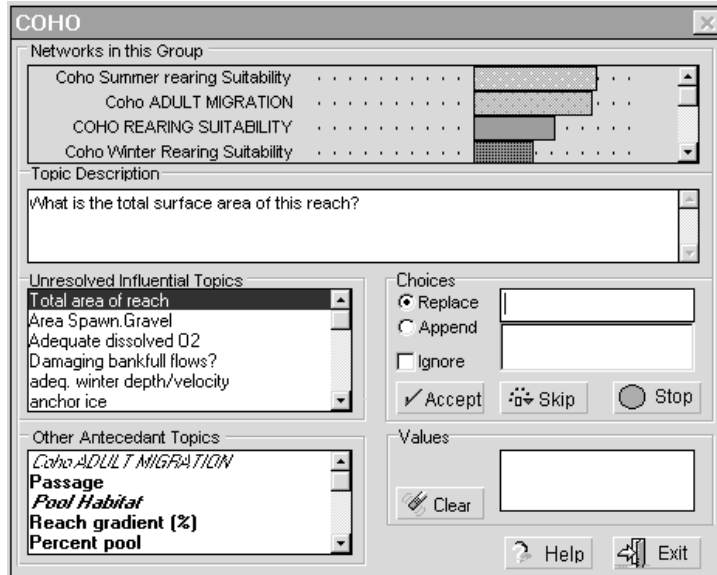 COHO
Networks in this Group
Coho Summer rearing Suitability
Coho ADULT MIGRATION
COHO REARING SUITABILITY
Coho Winter Rearing Suitability
Topic Description
What is the total surface area of this reach?
Unresolved Influential Topics
Total area of reach
Area Spawn.Gravel
Adequate dissolved O2
Damaging bankfull flows?
adeq. winter depth/velocity
anchor ice
Choices
Replace
Append
Ignore
Accept
Skip
Stop
Other Antecedant Topics
Coho ADULT MIGRATION
Passage
Pool Habitat
Reach gradient (%)
Percent pool
Values
Clear
Help
Exit